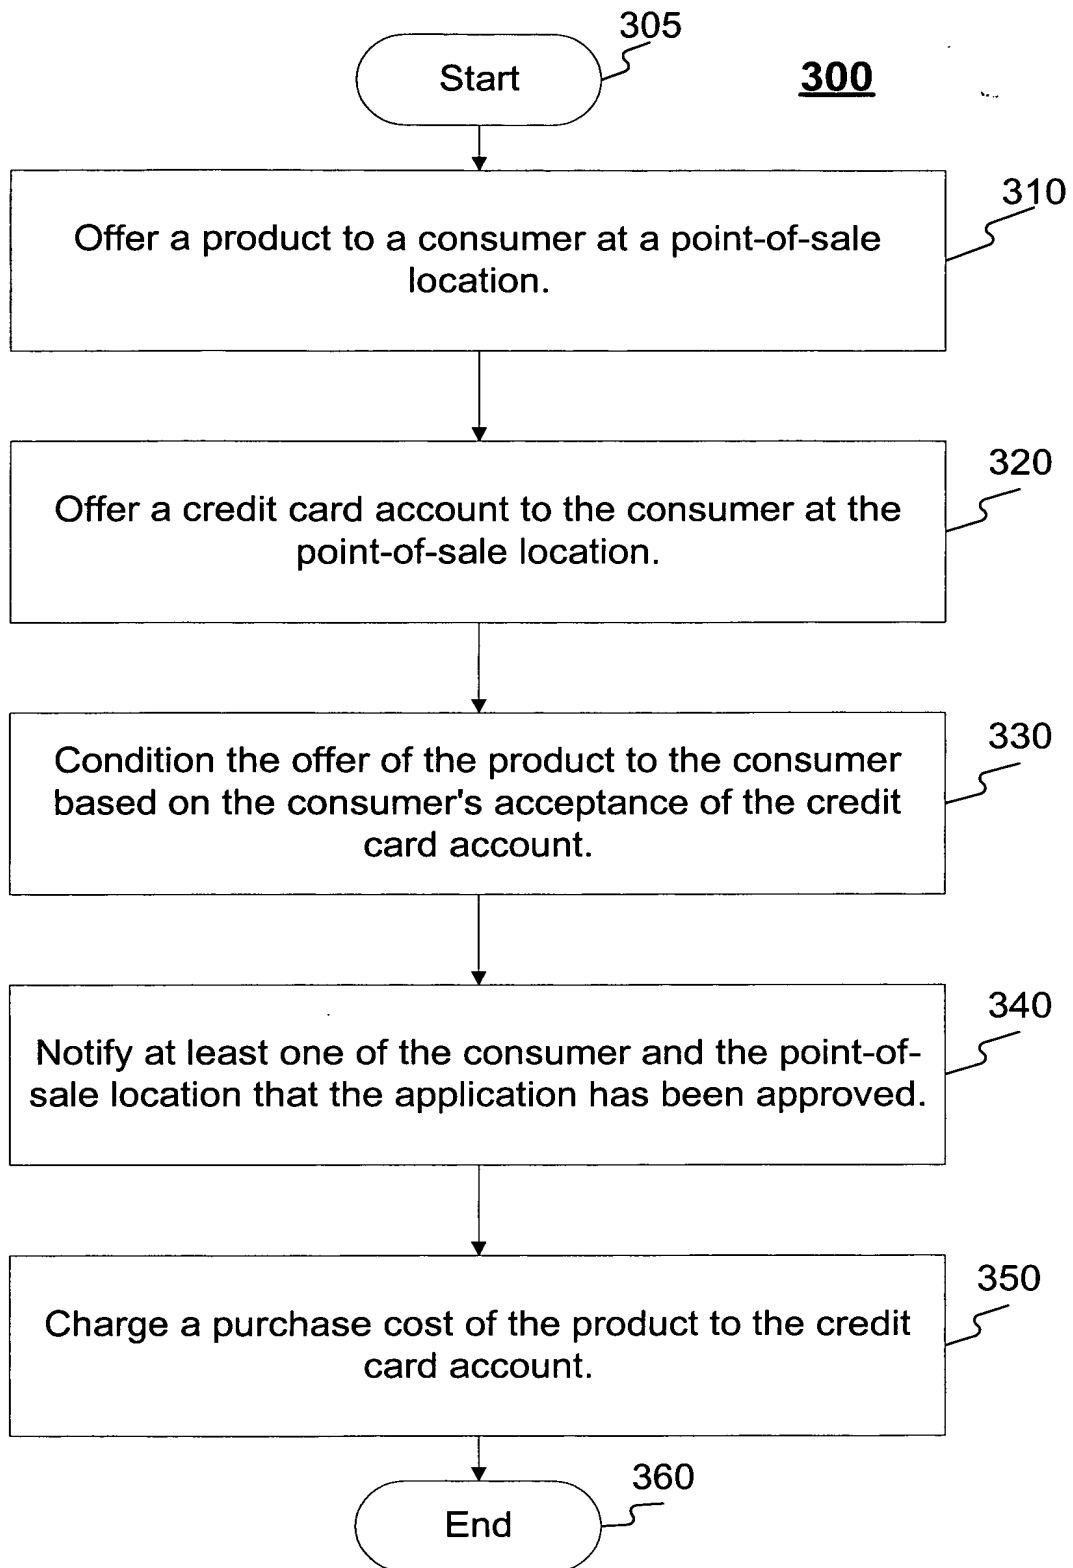 305
Start
300
310
Offer a product to a consumer at a point-of-sale
location.
320
Offer a credit card account to the consumer at the
point-of-sale location.
330
Condition the offer of the product to the consumer
based on the consumer's acceptance of the credit
card account.
340
Notify at least one of the consumer and the point-of-
sale location that the application has been approved.
350
Charge a purchase cost of the product to the credit
card account.
360
End